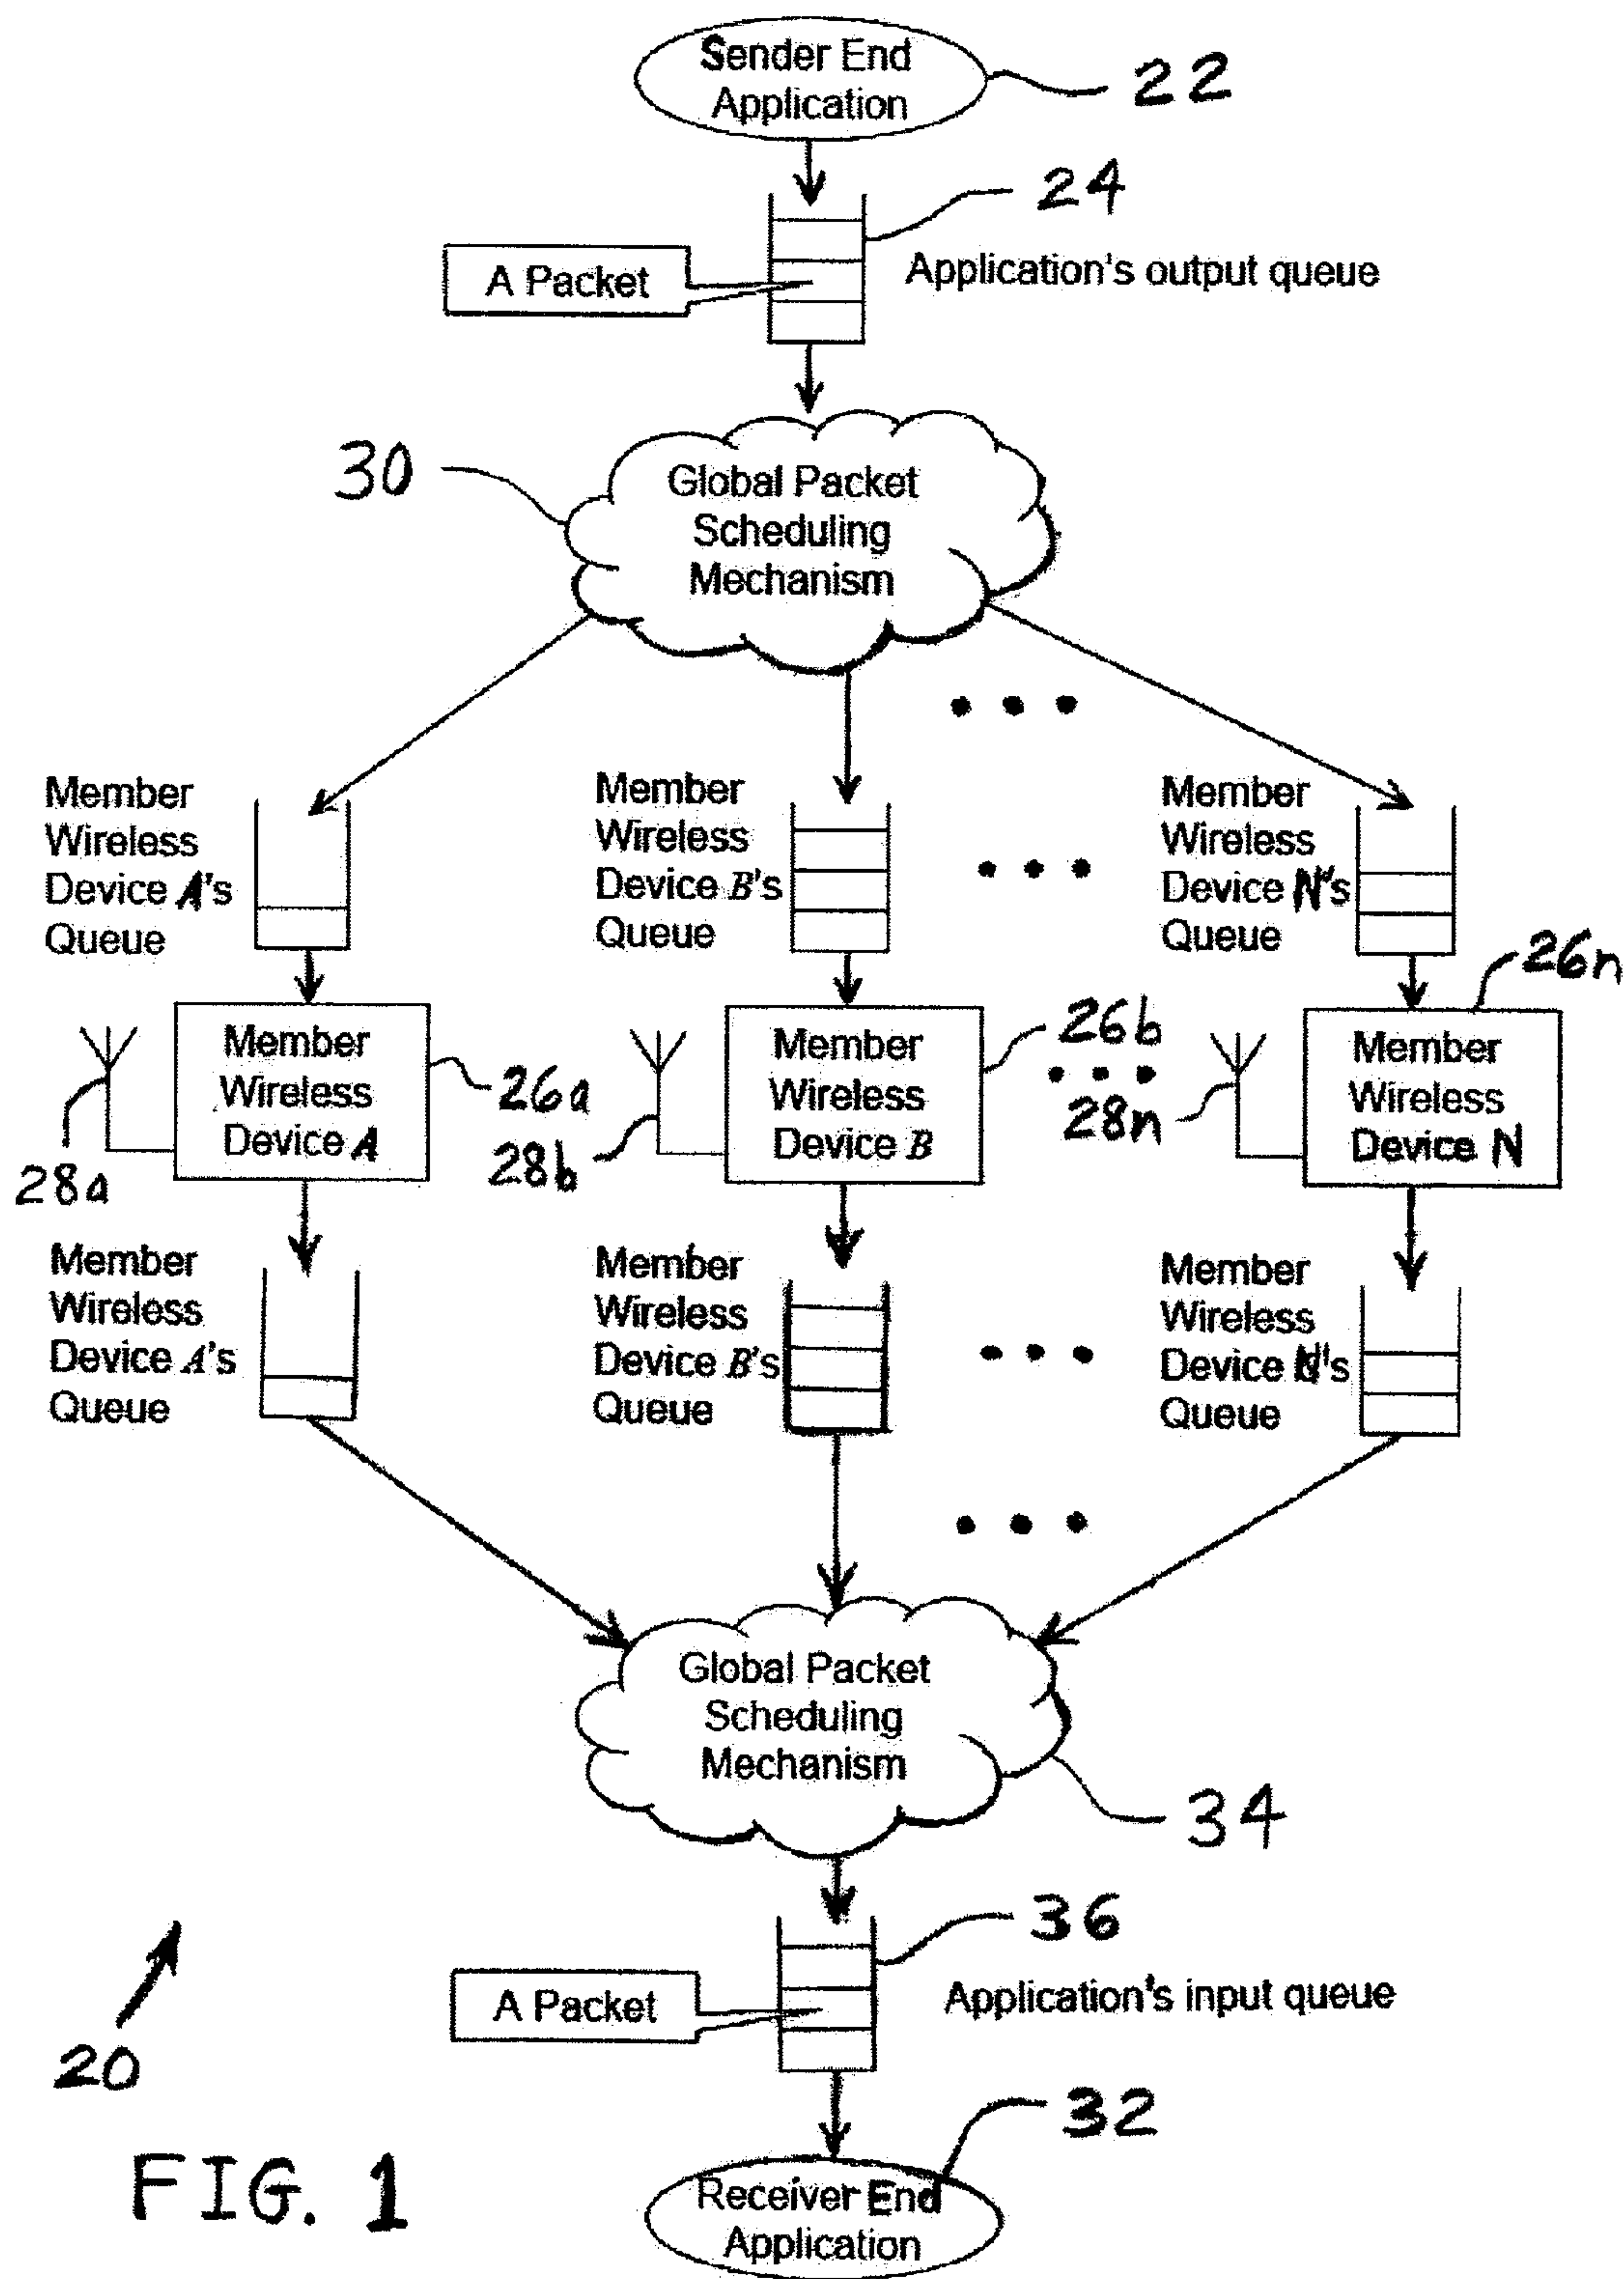 Sender End
Application
22
24
A Packet
Application's output queue
30
Global Packet
Scheduling
Mechanism
Member
Wireless
Device A's
Queue
Member
Wireless
Device B's
Queue
Member
Wireless
Device N's
Queue
26n
Member
Wireless
Device A
26a
28a
Member
Wireless
Device B
26b
28b
Member
Wireless
Device N
28n
Member
Wireless
Device A's
Queue
Member
Wireless
Device B's
Queue
Member
Wireless
Device N's
Queue
Global Packet
Scheduling
Mechanism
34
36
A Packet
Application's input queue
20
32
Receiver End
Application
FIG. 1